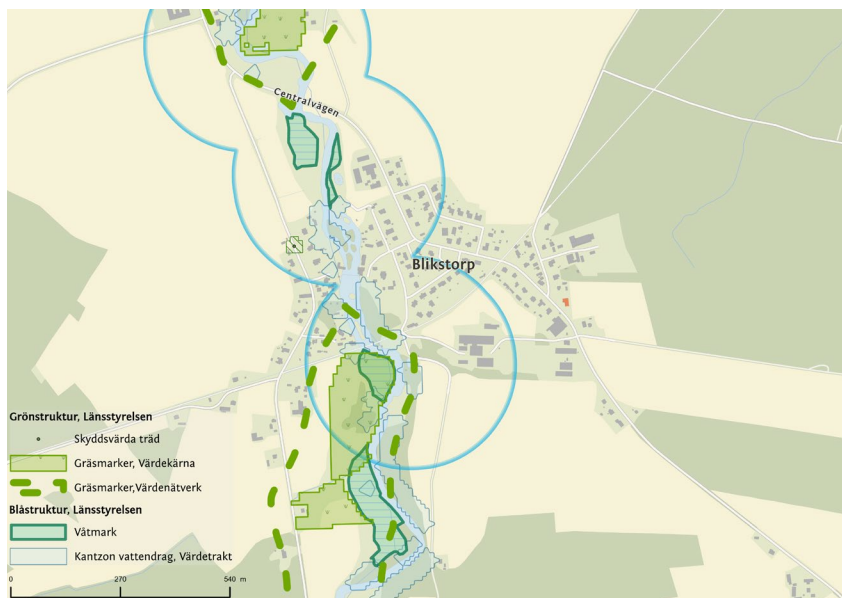 Centralvägen
Blikstorp
Grönstruktur, Länsstyrelsen
Skyddsvärda träd
Gräsmarker, Värdekärna
Gräsmarker,Värdenätverk
Blåstruktur, Länsstyrelsen
Våtmark
Kantzon vattendrag, Värdetrakt
0 270 540 m